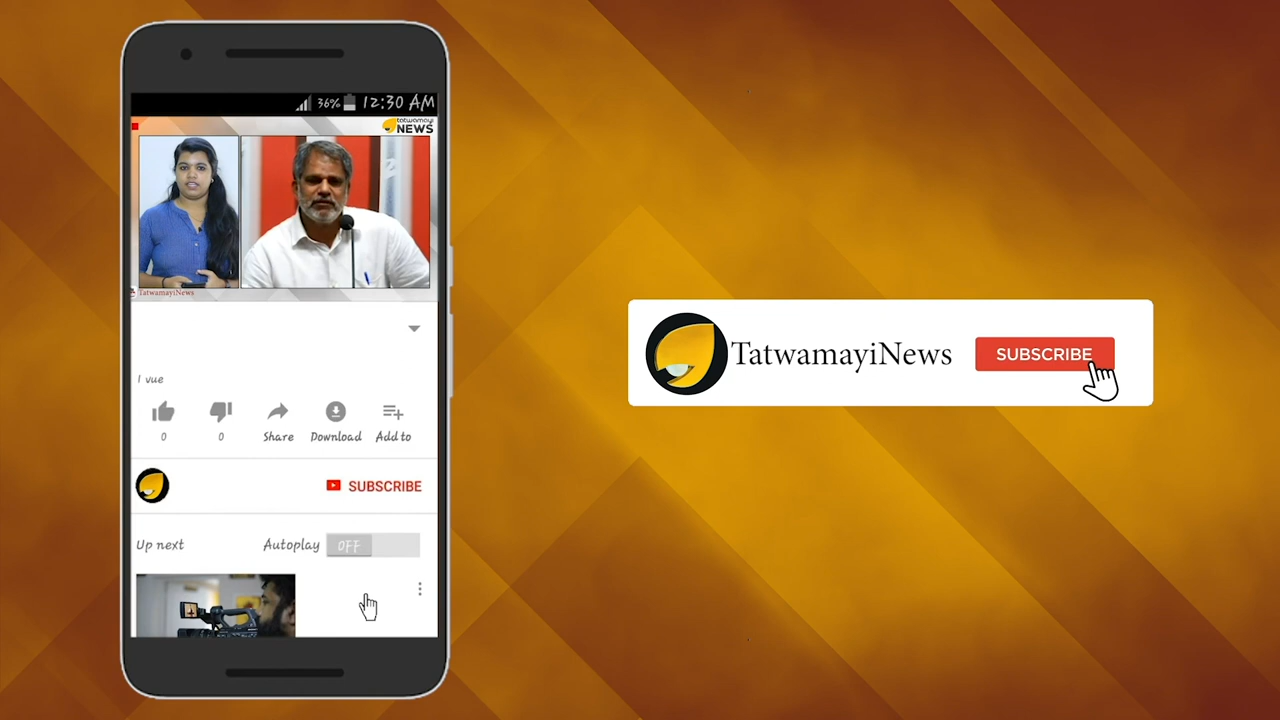 36% 12:30 AM
tatwamayi
NEWS
TatwamayiNews
1 vue
0 0 Share Download Add to
SUBSCRIBE
Up next Autoplay OFF
TatwamayiNews SUBSCRIBE